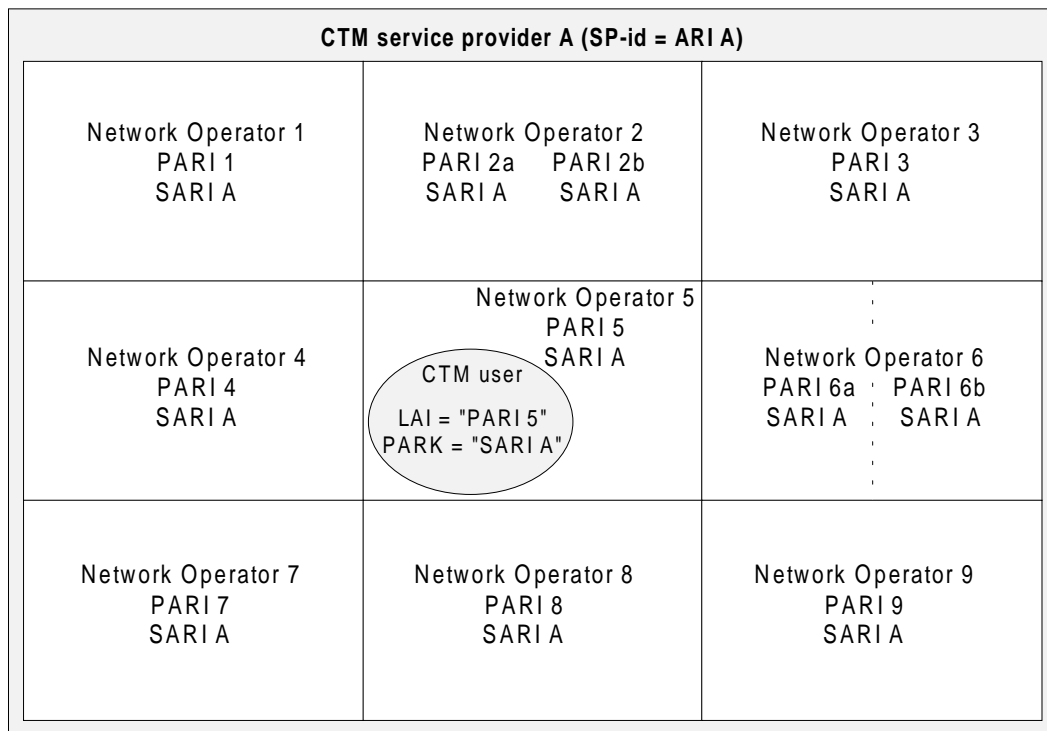 CTM service provider A (SP-id = ARI A)
Network Operator 1
PARI 1
SARI A
Network Operator 2
PARI 2a PARI 2b
SARI A SARI A
Network Operator 3
PARI 3
SARI A
Network Operator 4
PARI 4
SARI A
Network Operator 5
PARI 5
SARI A
CTM user
LAI = "PARI 5"
PARK = "SARI A"
Network Operator 6
PARI 6a PARI 6b
SARI A SARI A
Network Operator 7
PARI 7
SARI A
Network Operator 8
PARI 8
SARI A
Network Operator 9
PARI 9
SARI A